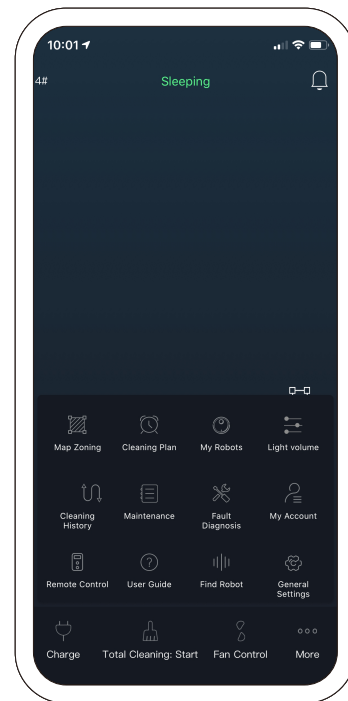 10:01
4#
Sleeping
Map Zoning
Cleaning Plan
My Robots
Light volume
Cleaning
History
Maintenance
Fault
Diagnosis
My Account
Remote Control
User Guide
Find Robot
General
Settings
Charge
Total Cleaning: Start
Fan Control
More